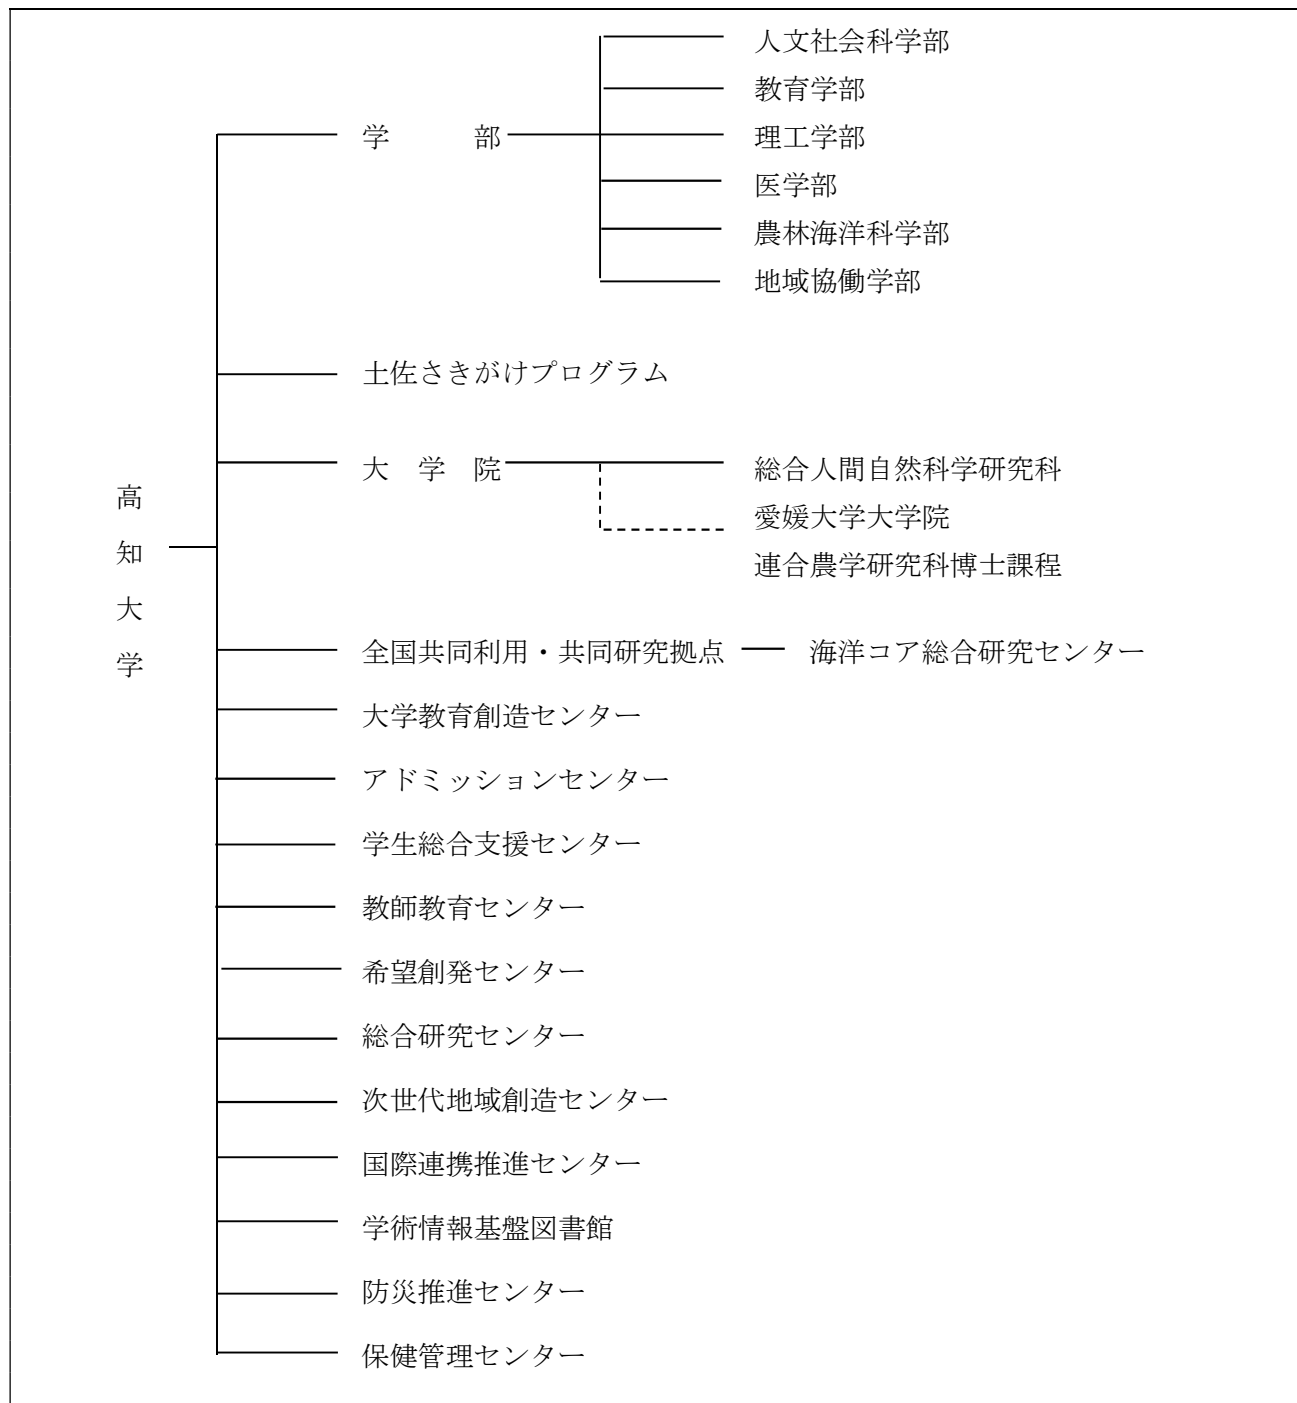 高知大学
学部
人文社会科学部
教育学部
理工学部
医学部
農林海洋科学部
地域協働学部
土佐さきがけプログラム
大学院
総合人間自然科学研究科
愛媛大学大学院
連合農学研究科博士課程
全国共同利用・共同研究拠点
海洋コア総合研究センター
大学教育創造センター
アドミッションセンター
学生総合支援センター
教師教育センター
希望創発センター
総合研究センター
次世代地域創造センター
国際連携推進センター
学術情報基盤図書館
防災推進センター
保健管理センター